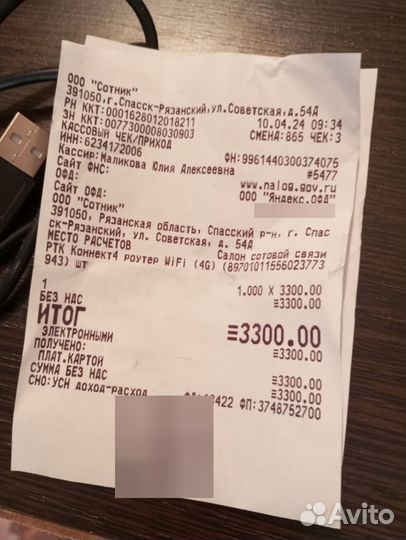 ООО "Сотник"
391050,г.Спасск-Рязанский,ул.Советская,д.54А
РН ККТ:0001628012018211 10.04.24 09:34
ЗН ККТ:0077300008030903 СМЕНА:865 ЧЕК:3
КАССОВЫЙ ЧЕК/ПРИХОД
ИНН:6234172006 ФН:9961440300374075
Кассир:Маликова Юлия Алексеевна #5477
Сайт ФНС: www.nalog.gov.ru
ОФД: ООО "Яндекс.ОФД"
Сайт ОФД:
ООО "Сотник"
391050, Рязанская область, Спасский р-н, г. Спас
ск-Рязанский, ул. Советская, д. 54А
МЕСТО РАСЧЕТОВ Салон сотовой связи
РТК Коннект4 роутер WiFi (4G) (89701011556023773
943) шт
1 1.000 X 3300.00
БЕЗ НДС ≡3300.00
ИТОГ ≡3300.00
ЭЛЕКТРОННЫМИ ≡3300.00
ПОЛУЧЕНО:
ПЛАТ.КАРТОЙ ≡3300.00
СУММА БЕЗ НДС ≡3300.00
СНО:УСН доход-расход ФП:3748752700
Avito